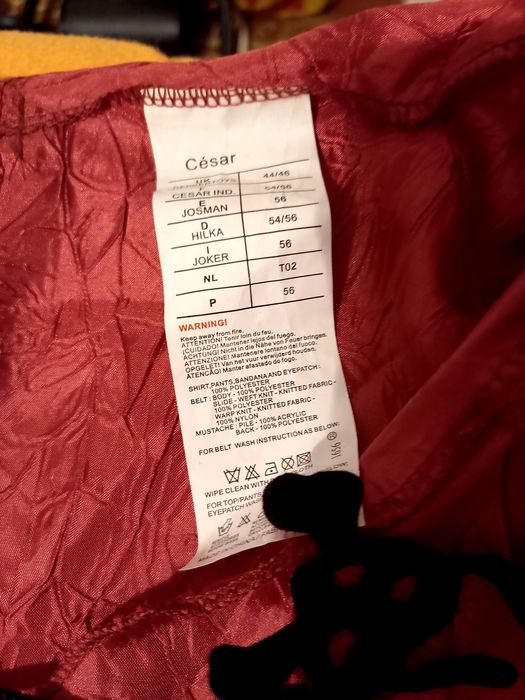 César
UK 44/46
F
CESAR IND. 54/56
E
JOSMAN 56
D
HILKA 54/56
I
JOKER 56
NL T02
P 56
WARNING!
Keep away from fire.
ATTENTION! Tenir loin du feu.
¡CUIDADO! Mantener lejos del fuego.
ACHTUNG! Nicht in die Nähe von Feuer bringen.
ATTENZIONE! Mantenere lontano dal fuoco.
OPGELET! Van het vuur verwijderd houden.
ATENÇÃO! Manter afastado do fogo.
SHIRT,PANTS,BANDANA AND EYEPATCH:
100% POLYESTER
BELT: BODY - 100% POLYESTER
SLIDE - WEFT KNIT - KNITTED FABRIC -
100% POLYESTER
WARP KNIT - KNITTED FABRIC -
100% NYLON
MUSTACHE : PILE - 100% ACRYLIC
BACK - 100% POLYESTER
FOR BELT WASH INSTRUCTION AS BELOW:
WIPE CLEAN WITH
FOR TOP/PANTS
EYEPATCH WASH
MADE IN